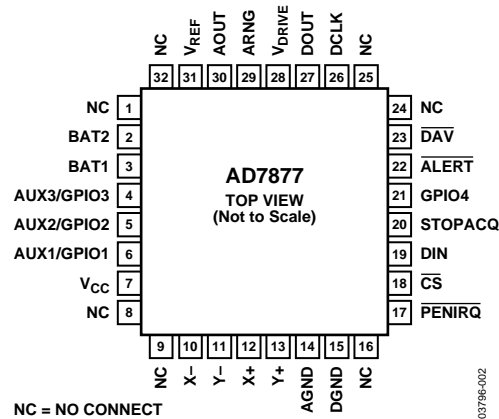 NC
VREF
AOUT
ARNG
VDRIVE
DOUT
DCLK
NC
32 31 30 29 28 27 26 25
NC 1
BAT2 2
BAT1 3
AUX3/GPIO3 4
AUX2/GPIO2 5
AUX1/GPIO1 6
VCC 7
NC 8
AD7877
TOP VIEW
(Not to Scale)
24 NC
23 DAV
22 ALERT
21 GPIO4
20 STOPACQ
19 DIN
18 CS
17 PENIRQ
9 10 11 12 13 14 15 16
NC
X–
Y–
X+
Y+
AGND
DGND
NC
NC = NO CONNECT
03796-002